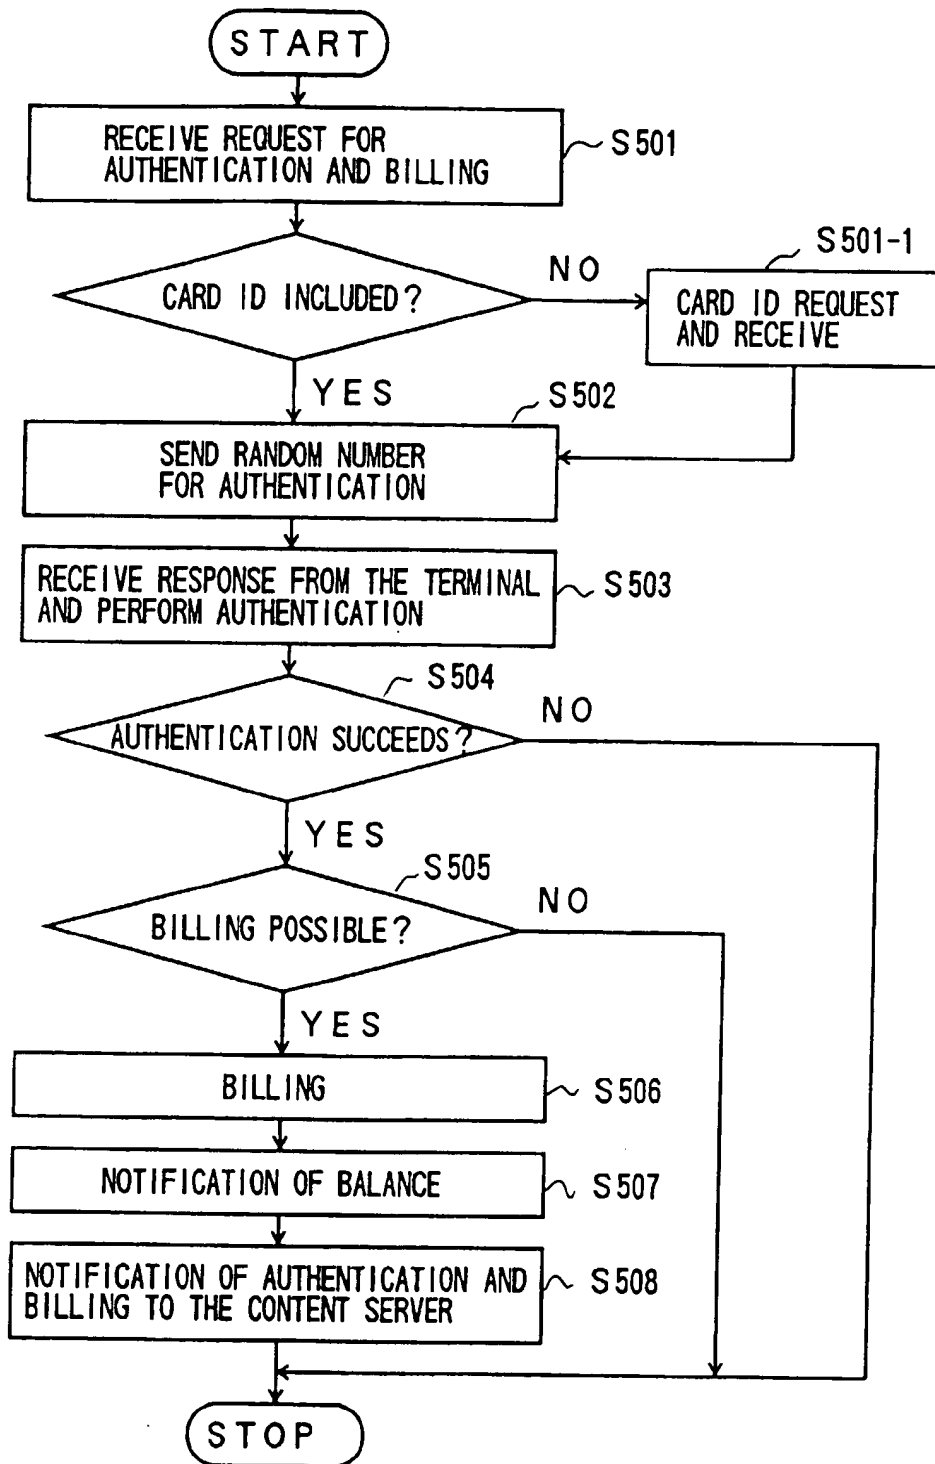 START
RECEIVE REQUEST FOR
AUTHENTICATION AND BILLING
S501
CARD ID INCLUDED?
NO
S501-1
CARD ID REQUEST
AND RECEIVE
YES
S502
SEND RANDOM NUMBER
FOR AUTHENTICATION
RECEIVE RESPONSE FROM THE TERMINAL
AND PERFORM AUTHENTICATION
S503
S504
AUTHENTICATION SUCCEEDS?
NO
YES
S505
BILLING POSSIBLE?
NO
YES
BILLING
S506
NOTIFICATION OF BALANCE
S507
NOTIFICATION OF AUTHENTICATION AND
BILLING TO THE CONTENT SERVER
S508
STOP